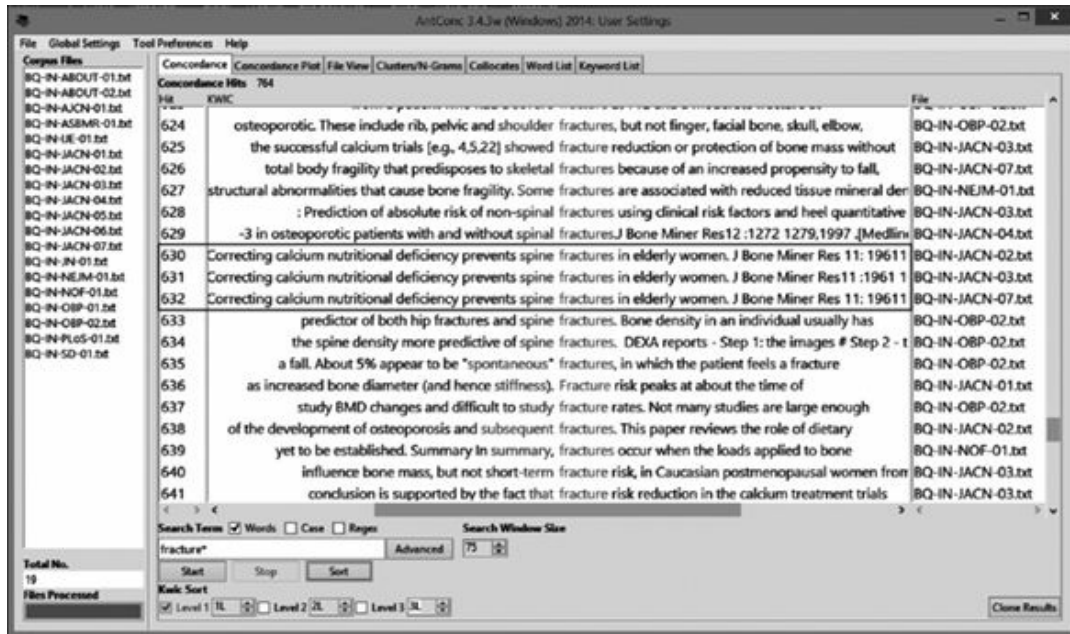 AntConc 3.4.3w (Windows) 2014: User Settings
File Global Settings Tool Preferences Help
Corpus Files
BQ-IN-ABOUT-01.txt
BQ-IN-ABOUT-02.txt
BQ-IN-AJCN-01.txt
BQ-IN-ASBMR-01.txt
BQ-IN-IJE-01.txt
BQ-IN-JACN-01.txt
BQ-IN-JACN-02.txt
BQ-IN-JACN-03.txt
BQ-IN-JACN-04.txt
BQ-IN-JACN-05.txt
BQ-IN-JACN-06.txt
BQ-IN-JACN-07.txt
BQ-IN-JN-01.txt
BQ-IN-NEJM-01.txt
BQ-IN-NOF-01.txt
BQ-IN-OBP-01.txt
BQ-IN-OBP-02.txt
BQ-IN-PLoS-01.txt
BQ-IN-SD-01.txt
Total No.
19
Files Processed
Concordance Concordance Plot File View Clusters/N-Grams Collocates Word List Keyword List
Concordance Hits 764
Hit KWIC File
624 osteoporotic. These include rib, pelvic and shoulder fractures, but not finger, facial bone, skull, elbow, BQ-IN-OBP-02.txt
625 the successful calcium trials [e.g., 4,5,22] showed fracture reduction or protection of bone mass without BQ-IN-JACN-03.txt
626 total body fragility that predisposes to skeletal fractures because of an increased propensity to fall, BQ-IN-JACN-07.txt
627 structural abnormalities that cause bone fragility. Some fractures are associated with reduced tissue mineral der BQ-IN-NEJM-01.txt
628 : Prediction of absolute risk of non-spinal fractures using clinical risk factors and heel quantitative BQ-IN-JACN-03.txt
629 -3 in osteoporotic patients with and without spinal fractures.J Bone Miner Res12 :1272 1279,1997 .[Medline BQ-IN-JACN-04.txt
630 Correcting calcium nutritional deficiency prevents spine fractures in elderly women. J Bone Miner Res 11: 19611 BQ-IN-JACN-02.txt
631 Correcting calcium nutritional deficiency prevents spine fractures in elderly women. J Bone Miner Res11 :1961 1 BQ-IN-JACN-03.txt
632 Correcting calcium nutritional deficiency prevents spine fractures in elderly women. J Bone Miner Res 11: 19611 BQ-IN-JACN-07.txt
633 predictor of both hip fractures and spine fractures. Bone density in an individual usually has BQ-IN-OBP-02.txt
634 the spine density more predictive of spine fractures. DEXA reports - Step 1: the images # Step 2 - t BQ-IN-OBP-02.txt
635 a fall. About 5% appear to be "spontaneous" fractures, in which the patient feels a fracture BQ-IN-OBP-02.txt
636 as increased bone diameter (and hence stiffness), Fracture risk peaks at about the time of BQ-IN-JACN-01.txt
637 study BMD changes and difficult to study fracture rates. Not many studies are large enough BQ-IN-OBP-02.txt
638 of the development of osteoporosis and subsequent fractures. This paper reviews the role of dietary BQ-IN-JACN-02.txt
639 yet to be established. Summary In summary, fractures occur when the loads applied to bone BQ-IN-NOF-01.txt
640 influence bone mass, but not short-term fracture risk, in Caucasian postmenopausal women from BQ-IN-JACN-03.txt
641 conclusion is supported by the fact that fracture risk reduction in the calcium treatment trials BQ-IN-JACN-03.txt
Search Term Words Case Regex Search Window Size
fracture* Advanced 75
Start Stop Sort
Kwic Sort
Level 1 1L Level 2 2L Level 3 3L Clone Results